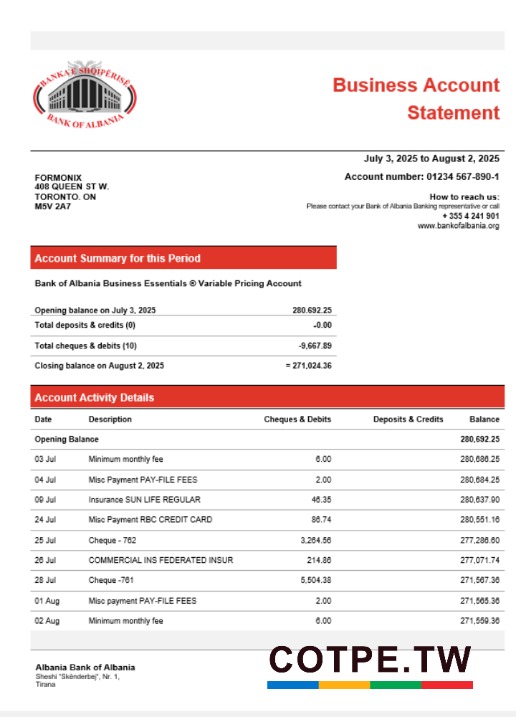 BANKA E SHQIPËRISË
BANK OF ALBANIA
Business Account
Statement
July 3, 2025 to August 2, 2025
Account number: 01234 567-890-1
FORMONIX
408 QUEEN ST W.
TORONTO. ON
M5V 2A7
How to reach us:
Please contact your Bank of Albania Banking representative or call
+ 355 4 241 901
www.bankofalbania.org
Account Summary for this Period
Bank of Albania Business Essentials ® Variable Pricing Account
Opening balance on July 3, 2025 280.692.25
Total deposits & credits (0) -0.00
Total cheques & debits (10) -9,667.89
Closing balance on August 2, 2025 = 271,024.36
Account Activity Details
Date Description Cheques & Debits Deposits & Credits Balance
Opening Balance 280,692.25
03 Jul Minimum monthly fee 6.00 280,686.25
04 Jul Misc Payment PAY-FILE FEES 2.00 280,684.25
09 Jul Insurance SUN LIFE REGULAR 46.35 280,637.90
24 Jul Misc Payment RBC CREDIT CARD 86.74 280,551.16
25 Jul Cheque - 762 3,264.56 277,286.60
26 Jul COMMERCIAL INS FEDERATED INSUR 214.86 277,071.74
28 Jul Cheque -761 5,504.38 271,567.36
01 Aug Misc payment PAY-FILE FEES 2.00 271,565.36
02 Aug Minimum monthly fee 6.00 271,559.36
Albania Bank of Albania
Sheshi "Skënderbej", Nr. 1,
Tirana
COTPE.TW